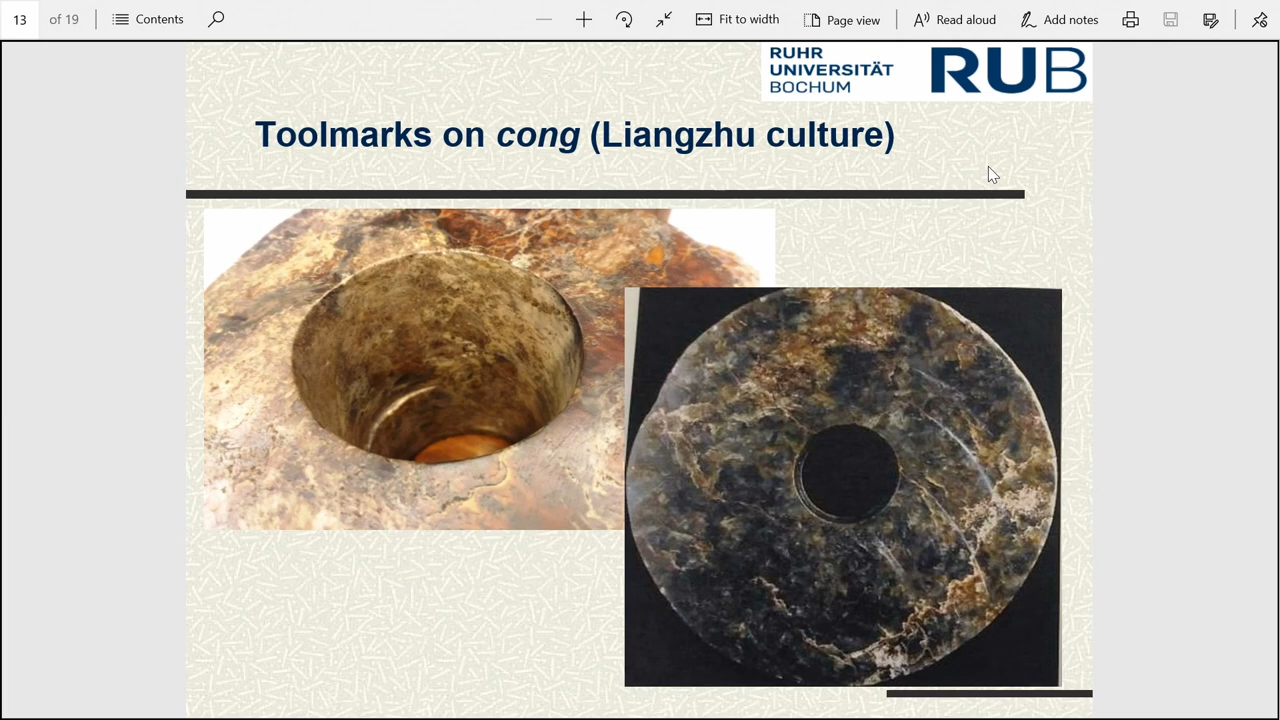 13 of 19 Contents Fit to width Page view Read aloud Add notes
RUHR
UNIVERSITÄT
BOCHUM
RUB
Toolmarks on cong (Liangzhu culture)